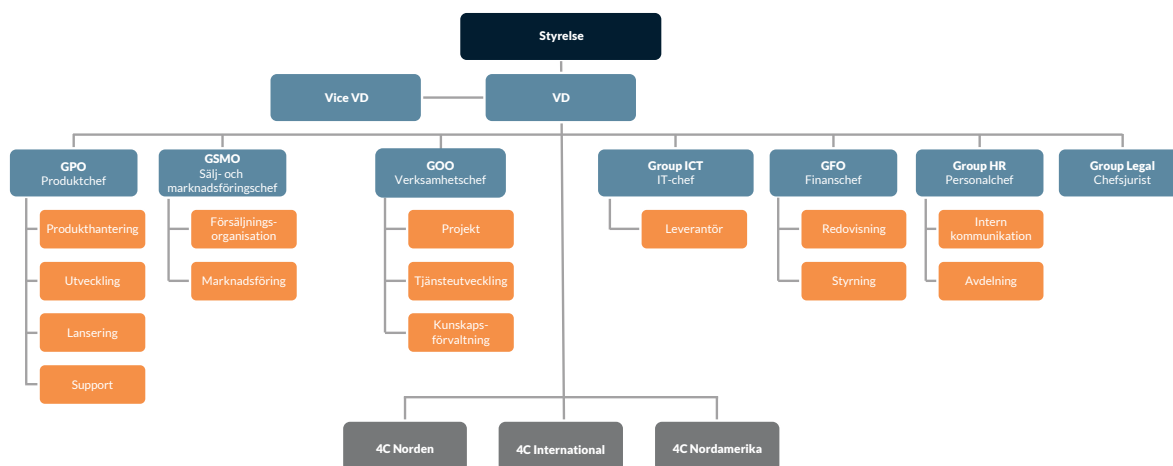 Styrelse
Vice VD
VD
GPO
Produktchef
GSMO
Sälj- och
marknadsföringschef
GOO
Verksamhetschef
Group ICT
IT-chef
GFO
Finanschef
Group HR
Personalchef
Group Legal
Chefsjurist
Produkthantering
Försäljnings-
organisation
Projekt
Leverantör
Redovisning
Intern
kommunikation
Utveckling
Marknadsföring
Tjänsteutveckling
Styrning
Avdelning
Lansering
Kunskaps-
förvaltning
Support
4C Norden
4C International
4C Nordamerika